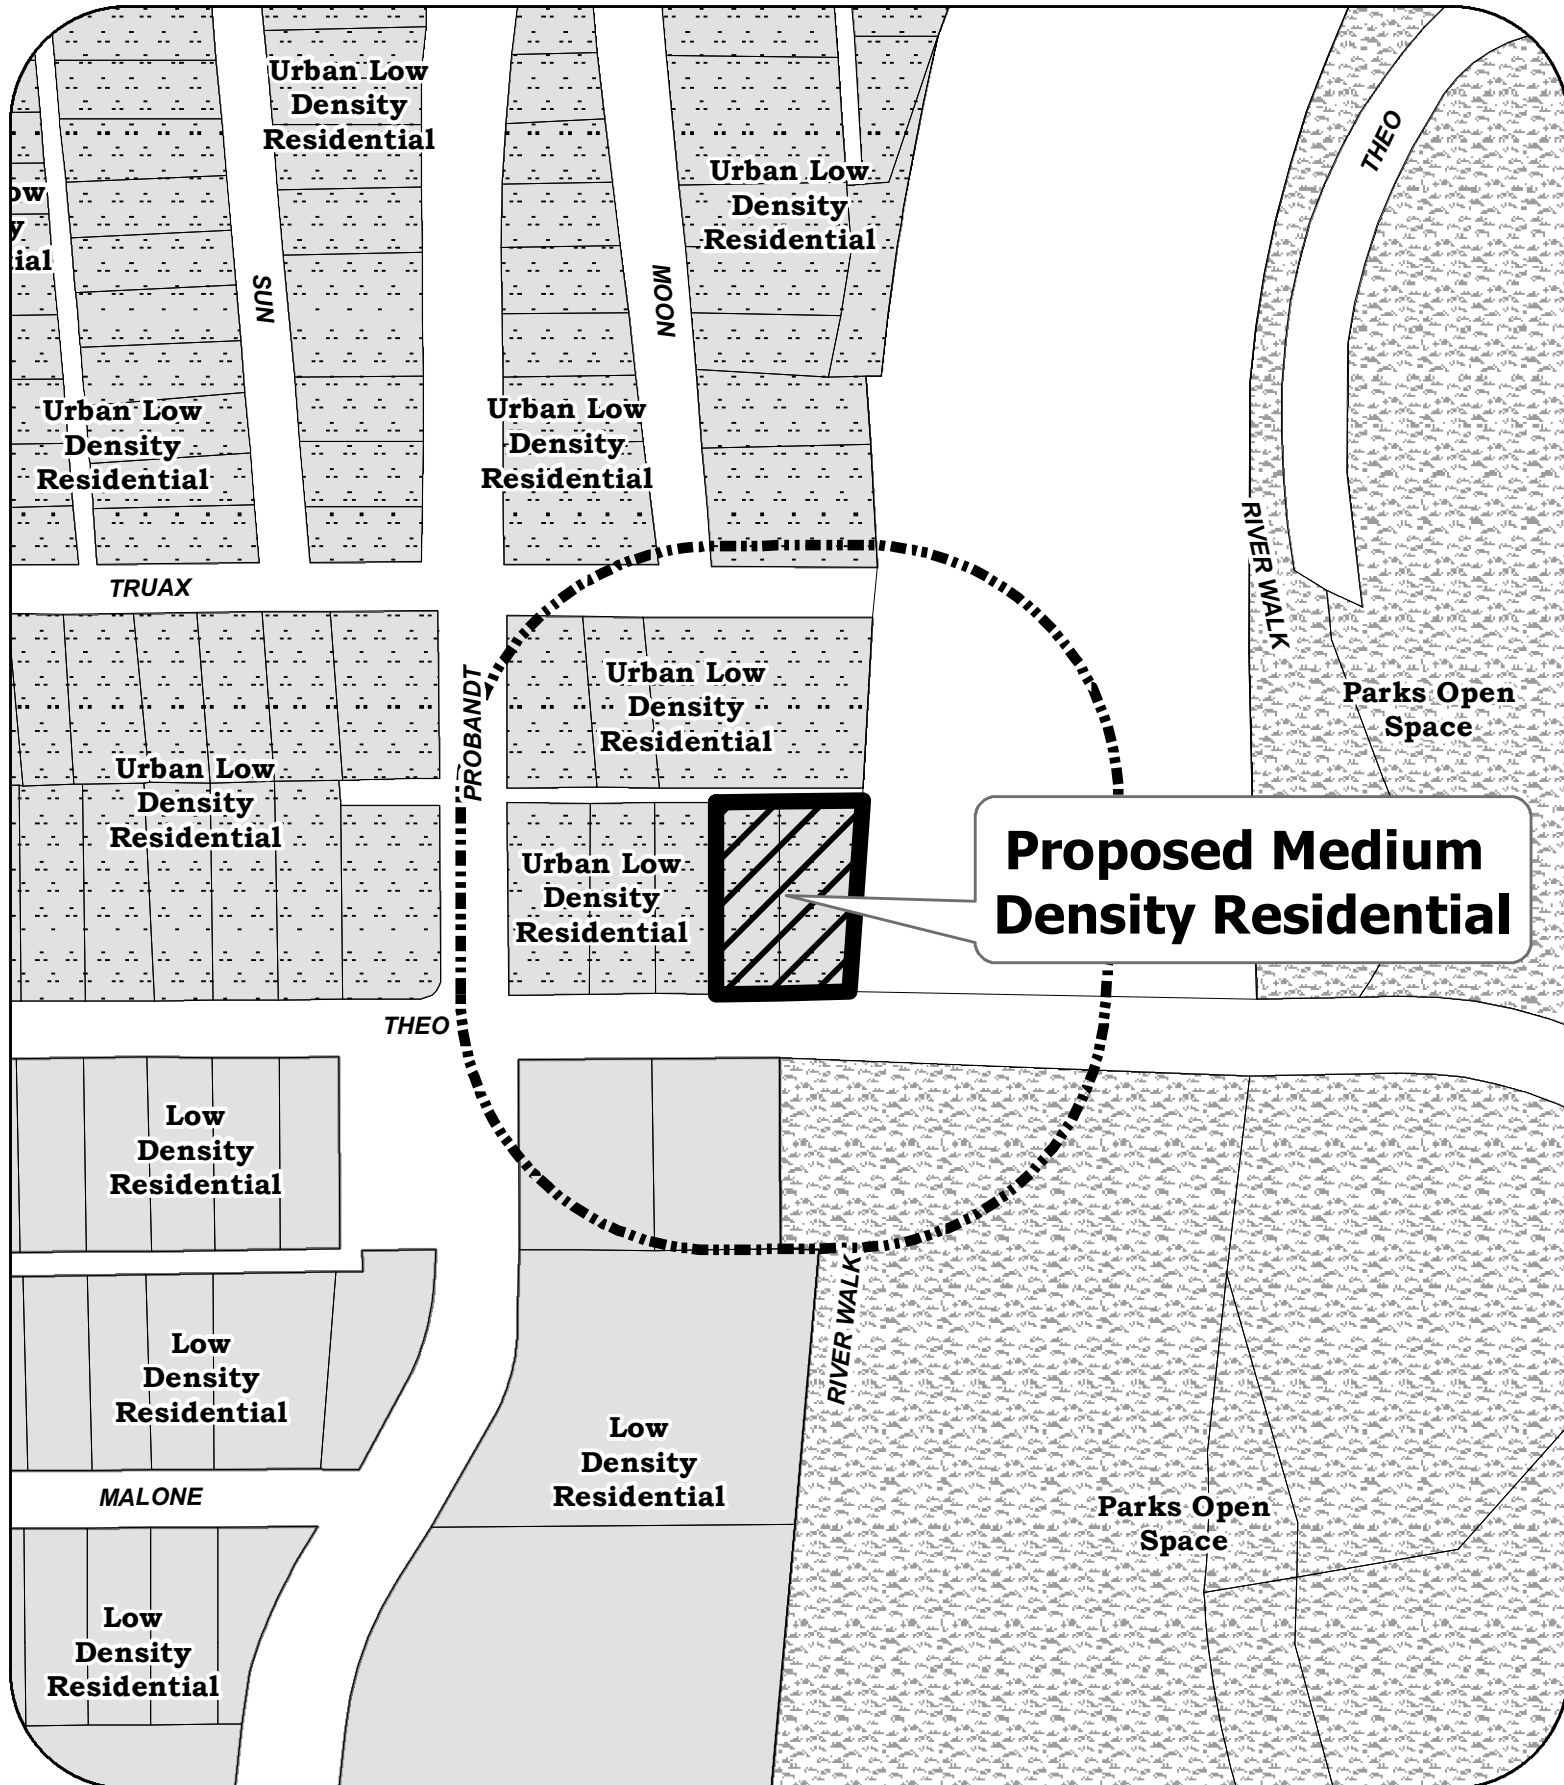 Urban Low
Density
Residential
THEO
Urban Low
Density
Residential
ow
y
ial
SUN
MOON
Urban Low
Density
Residential
Urban Low
Density
Residential
RIVER WALK
TRUAX
PROBANDT
Urban Low
Density
Residential
Parks Open
Space
Urban Low
Density
Residential
Urban Low
Density
Residential
Proposed Medium
Density Residential
THEO
Low
Density
Residential
RIVER WALK
Low
Density
Residential
Low
Density
Residential
MALONE
Parks Open
Space
Low
Density
Residential